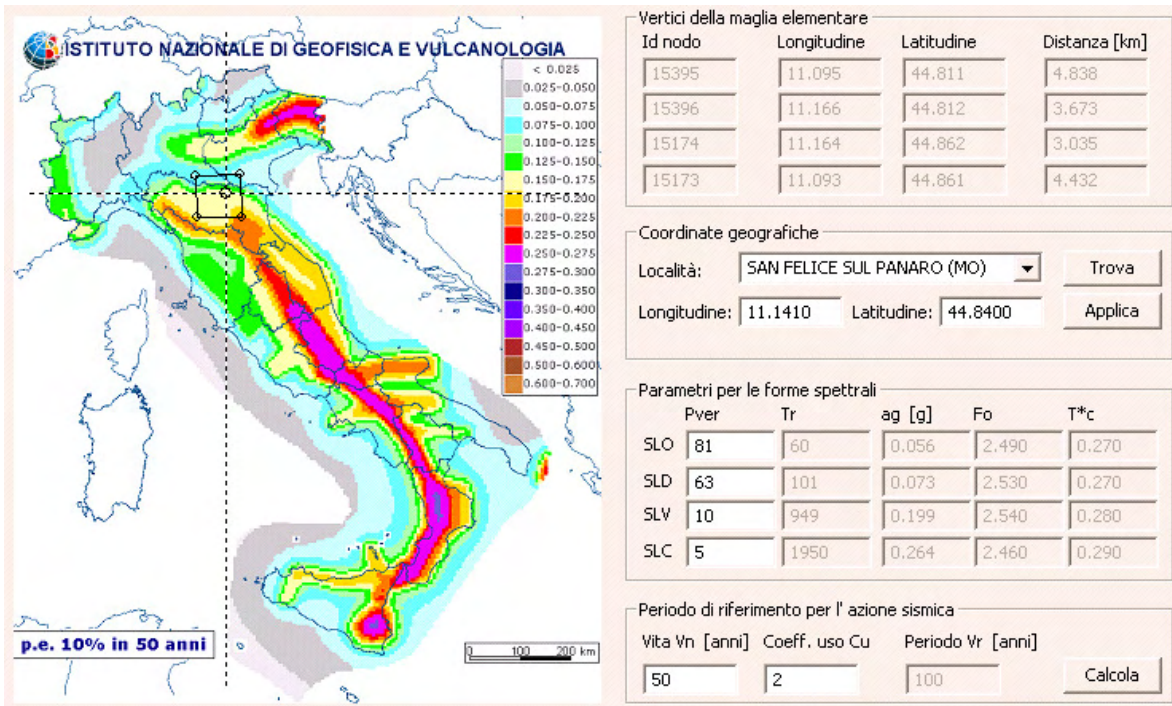 ISTITUTO NAZIONALE DI GEOFISICA E VULCANOLOGIA
< 0.025
0.025-0.050
0.050-0.075
0.075-0.100
0.100-0.125
0.125-0.150
0.150-0.175
0.175-0.200
0.200-0.225
0.225-0.250
0.250-0.275
0.275-0.300
0.300-0.350
0.350-0.400
0.400-0.450
0.450-0.500
0.500-0.600
0.600-0.700
p.e. 10% in 50 anni
0 100 200 km
Vertici della maglia elementare
Id nodo Longitudine Latitudine Distanza [km]
15395 11.095 44.811 4.838
15396 11.166 44.812 3.673
15174 11.164 44.862 3.035
15173 11.093 44.861 4.432
Coordinate geografiche
Località: SAN FELICE SUL PANARO (MO) Trova
Longitudine: 11.1410 Latitudine: 44.8400 Applica
Parametri per le forme spettrali
Pver Tr ag [g] Fo T*c
SLO 81 60 0.056 2.490 0.270
SLD 63 101 0.073 2.530 0.270
SLV 10 949 0.199 2.540 0.280
SLC 5 1950 0.264 2.460 0.290
Periodo di riferimento per l' azione sismica
Vita Vn [anni] Coeff. uso Cu Periodo Vr [anni]
50 2 100 Calcola